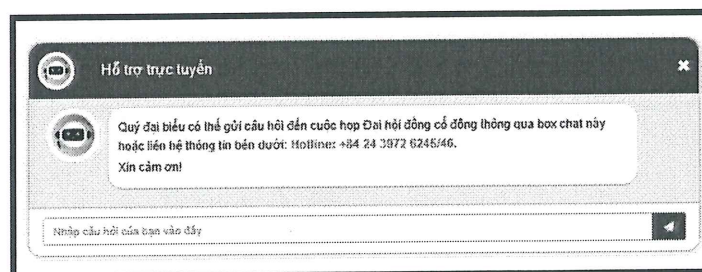 Hỗ trợ trực tuyến
Quý đại biểu có thể gửi câu hỏi đến cuộc họp Đại hội đồng cổ đông thông qua box chat này
hoặc liên hệ thông tin bên dưới: Hotline: +84 24 3972 6245/46.
Xin cảm ơn!
Nhập câu hỏi của bạn vào đây